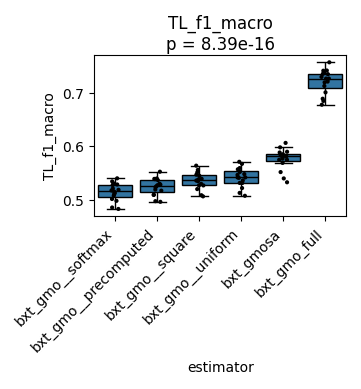 TL_f1_macro
p = 8.39e-16
TL_f1_macro
0.7
0.6
0.5
bxt_gmo__softmax
bxt_gmo__precomputed
bxt_gmo__square
bxt_gmo__uniform
bxt_gmosa
bxt_gmo_full
estimator